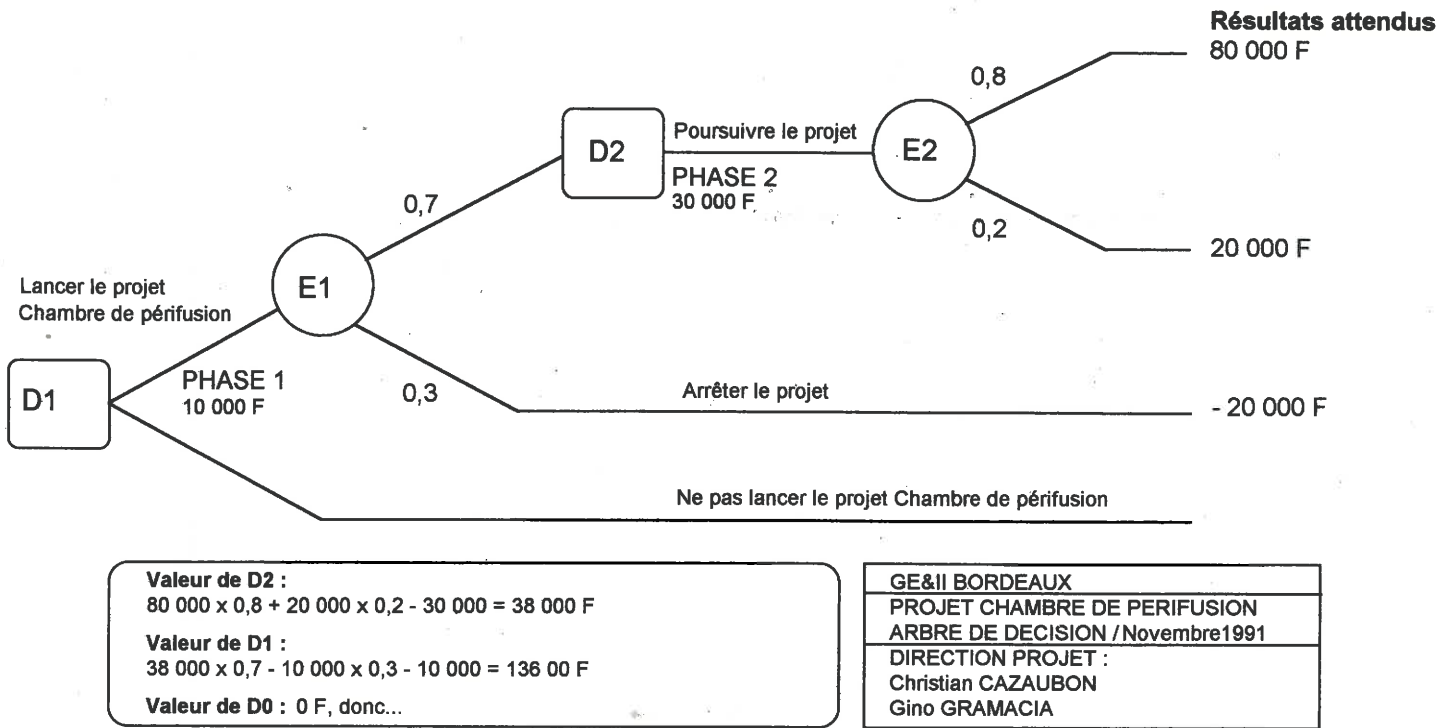 Résultats attendus
80 000 F
0,8
D2
Poursuivre le projet
E2
PHASE 2
30 000 F
0,7
0,2
20 000 F
Lancer le projet
Chambre de périfusion
E1
D1
PHASE 1
10 000 F
0,3
Arrêter le projet
- 20 000 F
Ne pas lancer le projet Chambre de périfusion
Valeur de D2 :
80 000 x 0,8 + 20 000 x 0,2 - 30 000 = 38 000 F
Valeur de D1 :
38 000 x 0,7 - 10 000 x 0,3 - 10 000 = 136 00 F
Valeur de D0 : 0 F, donc...
GE&II BORDEAUX
PROJET CHAMBRE DE PERIFUSION
ARBRE DE DECISION / Novembre1991
DIRECTION PROJET :
Christian CAZAUBON
Gino GRAMACIA